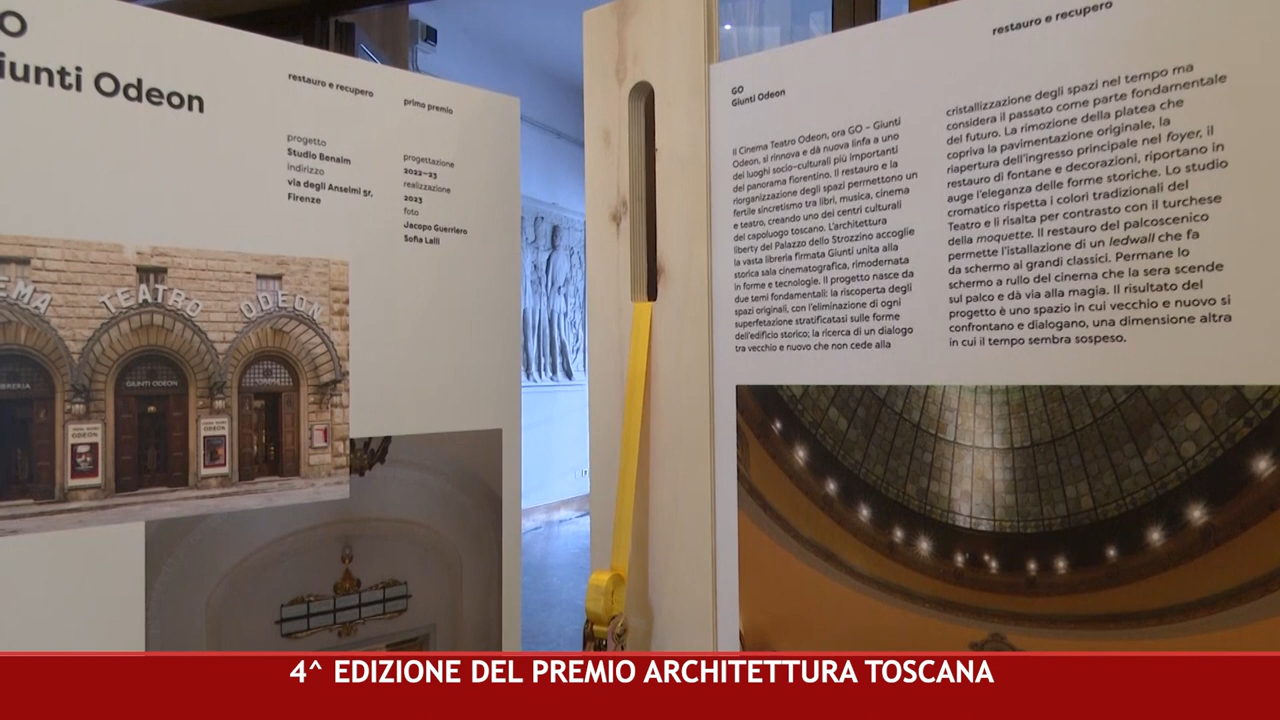 O
iunti Odeon
restauro e recupero
primo premio
progetto
Studio Benaim
indirizzo
via degli Anselmi 5r,
Firenze
progettazione
2022–23
realizzazione
2023
foto
Jacopo Guerriero
Sofia Lalli
EMA TEATRO ODEON
BRERIA
GIUNTI ODEON
ODEON
ODEON
restauro e recupero
GO
Giunti Odeon
Il Cinema Teatro Odeon, ora GO – Giunti
Odeon, si rinnova e dà nuova linfa a uno
dei luoghi socio-culturali più importanti
del panorama fiorentino. Il restauro e la
riorganizzazione degli spazi permettono un
fertile sincretismo tra libri, musica, cinema
e teatro, creando uno dei centri culturali
del capoluogo toscano. L'architettura
liberty del Palazzo dello Strozzino accoglie
la vasta libreria firmata Giunti unita alla
storica sala cinematografica, rimodernata
in forme e tecnologie. Il progetto nasce da
due temi fondamentali: la riscoperta degli
spazi originali, con l'eliminazione di ogni
superfetazione stratificatasi sulle forme
dell'edificio storico; la ricerca di un dialogo
tra vecchio e nuovo che non cede alla
cristallizzazione degli spazi nel tempo ma
considera il passato come parte fondamentale
del futuro. La rimozione della platea che
copriva la pavimentazione originale, la
riapertura dell'ingresso principale nel foyer, il
restauro di fontane e decorazioni, riportano in
auge l'eleganza delle forme storiche. Lo studio
cromatico rispetta i colori tradizionali del
Teatro e li risalta per contrasto con il turchese
della moquette. Il restauro del palcoscenico
permette l'istallazione di un ledwall che fa
da schermo ai grandi classici. Permane lo
schermo a rullo del cinema che la sera scende
sul palco e dà via alla magia. Il risultato del
progetto è uno spazio in cui vecchio e nuovo si
confrontano e dialogano, una dimensione altra
in cui il tempo sembra sospeso.
4^ EDIZIONE DEL PREMIO ARCHITETTURA TOSCANA